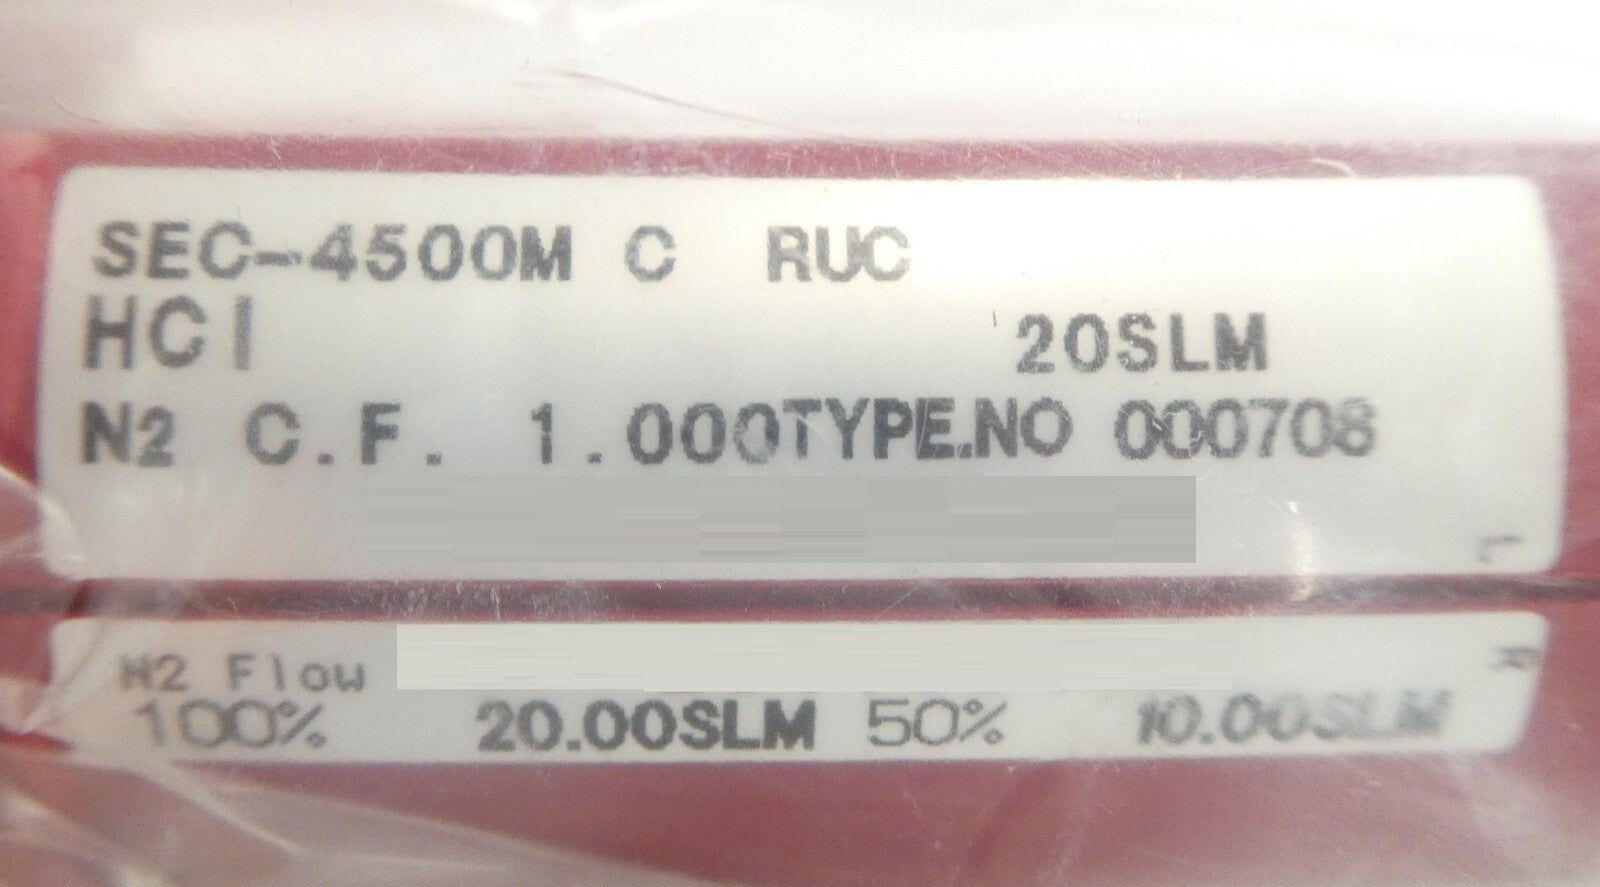 SEC-4500M C RUC
HCl 20SLM
N2 C.F. 1.000TYPE.NO 000708
L
N2 Flow
R
100% 20.00SLM 50% 10.00SLM